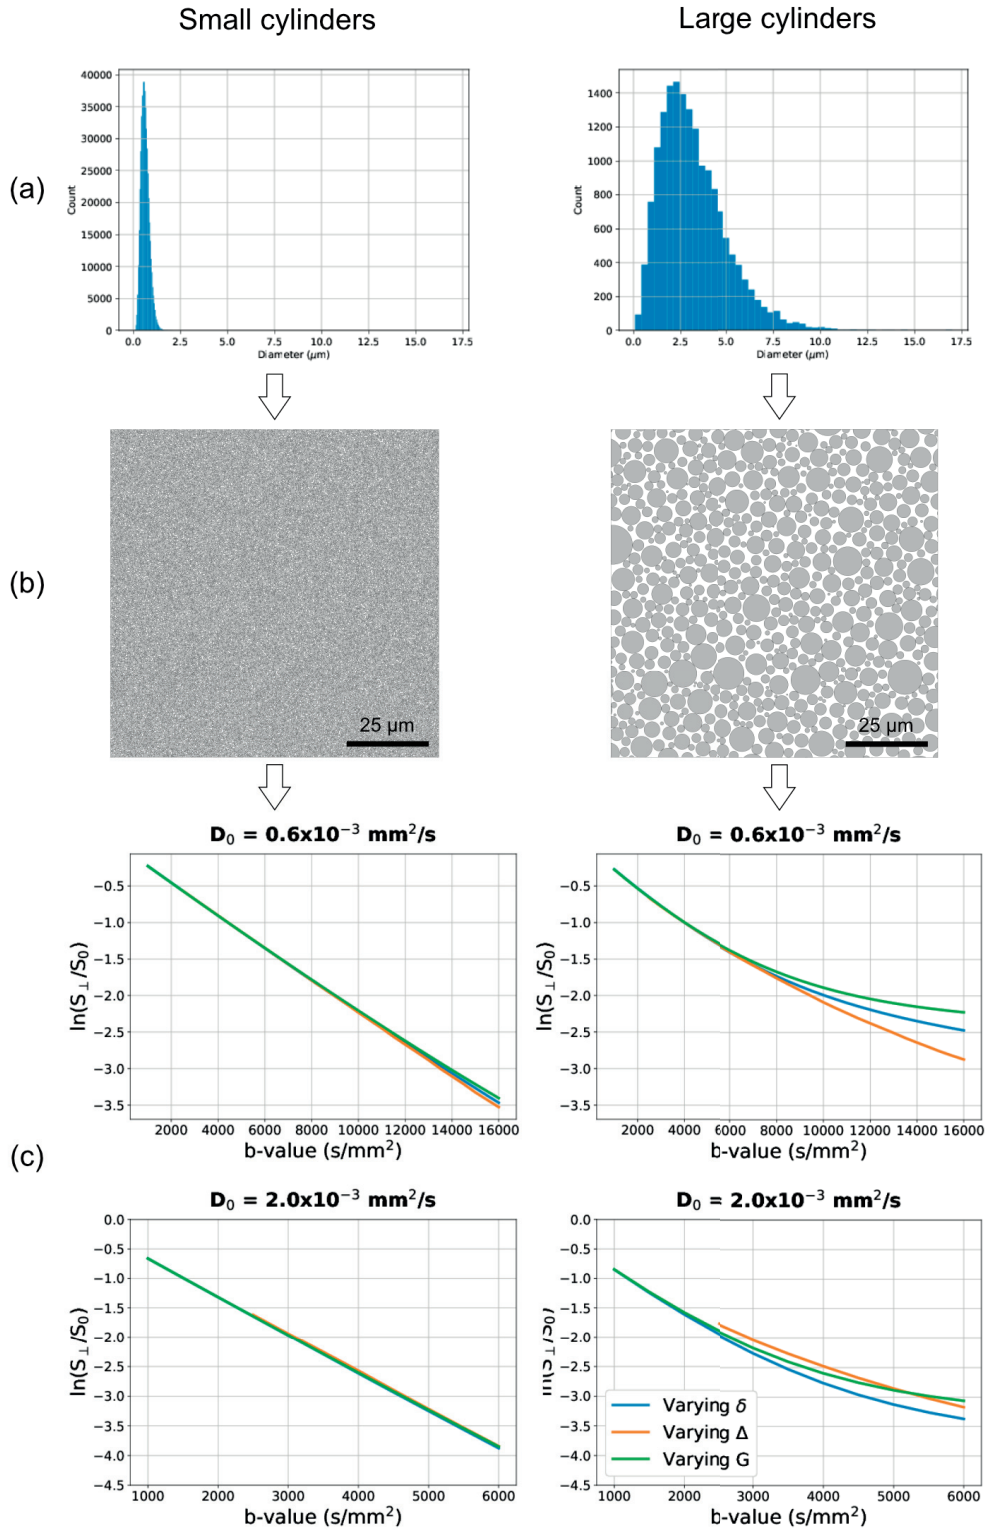 Small cylinders
Large cylinders
(a)
Count
40000
35000
30000
25000
20000
15000
10000
5000
0
0.0 2.5 5.0 7.5 10.0 12.5 15.0 17.5
Diameter (µm)
Count
1400
1200
1000
800
600
400
200
0
0.0 2.5 5.0 7.5 10.0 12.5 15.0 17.5
Diameter (µm)
(b)
25 µm
25 µm
(c)
D₀ = 0.6x10⁻³ mm²/s
ln(S⊥/S₀)
−0.5
−1.0
−1.5
−2.0
−2.5
−3.0
−3.5
2000 4000 6000 8000 10000 12000 14000 16000
b-value (s/mm²)
D₀ = 0.6x10⁻³ mm²/s
ln(S⊥/S₀)
−0.5
−1.0
−1.5
−2.0
−2.5
−3.0
−3.5
2000 4000 6000 8000 10000 12000 14000 16000
b-value (s/mm²)
D₀ = 2.0x10⁻³ mm²/s
ln(S⊥/S₀)
0.0
−0.5
−1.0
−1.5
−2.0
−2.5
−3.0
−3.5
−4.0
−4.5
1000 2000 3000 4000 5000 6000
b-value (s/mm²)
D₀ = 2.0x10⁻³ mm²/s
ln(S⊥/S₀)
0.0
−0.5
−1.0
−1.5
−2.0
−2.5
−3.0
−3.5
−4.0
−4.5
Varying δ
Varying Δ
Varying G
1000 2000 3000 4000 5000 6000
b-value (s/mm²)